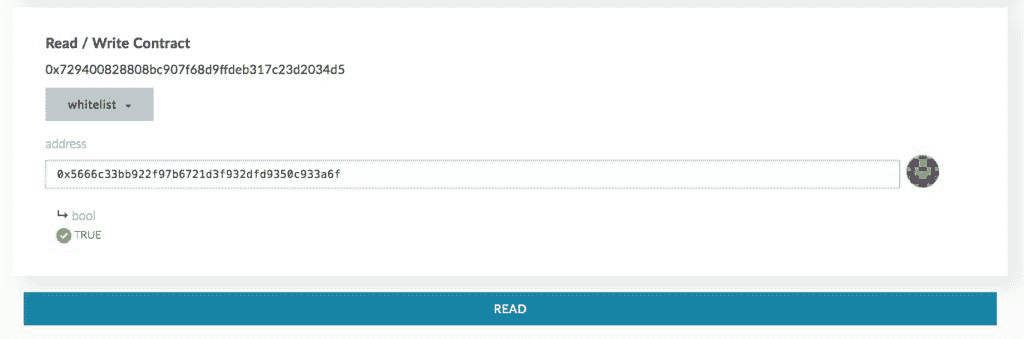 Read / Write Contract
0x729400828808bc907f68d9ffdeb317c23d2034d5
whitelist
address
0x5666c33bb922f97b6721d3f932dfd9350c933a6f
bool
TRUE
READ